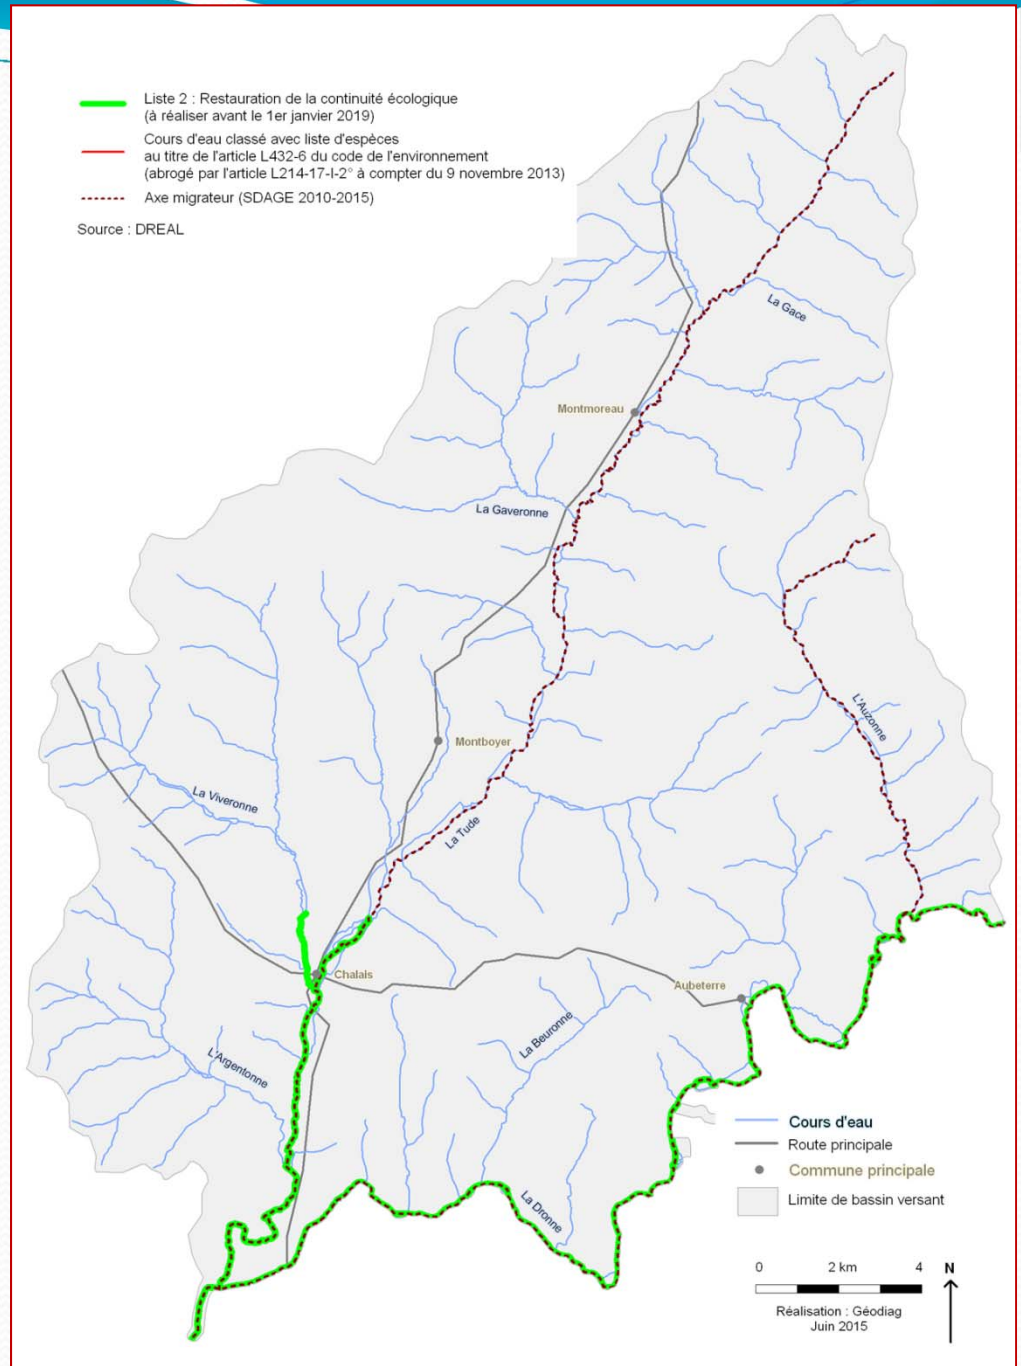 Liste 2 : Restauration de la continuité écologique
(à réaliser avant le 1er janvier 2019)
Cours d'eau classé avec liste d'espèces
au titre de l'article L432-6 du code de l'environnement
(abrogé par l'article L214-17-I-2° à compter du 9 novembre 2013)
Axe migrateur (SDAGE 2010-2015)
Source : DREAL
La Gace
Montmoreau
La Gaveronne
L'Auzonne
Montboyer
La Viveronne
La Tude
Chalais
Aubeterre
La Beuronne
L'Argentonne
La Dronne
Cours d'eau
Route principale
Commune principale
Limite de bassin versant
0 2 km 4 N
Réalisation : Géodiag
Juin 2015